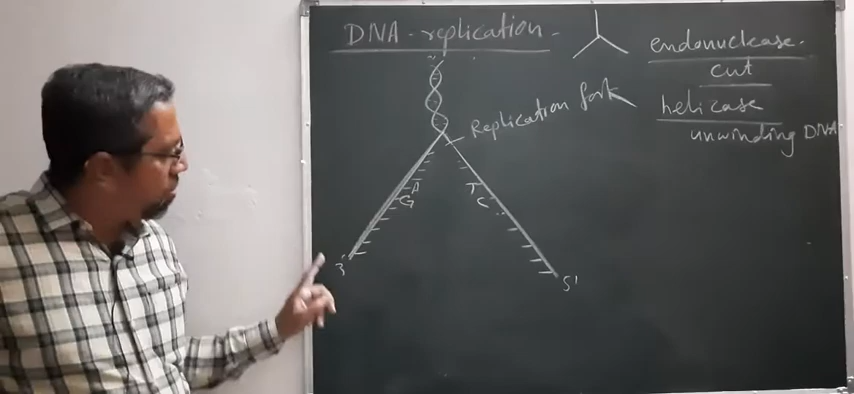 DNA-replication
endonuclease.
cut
helicase
unwinding DNA
Replication fork
A T
G C
3'
5'